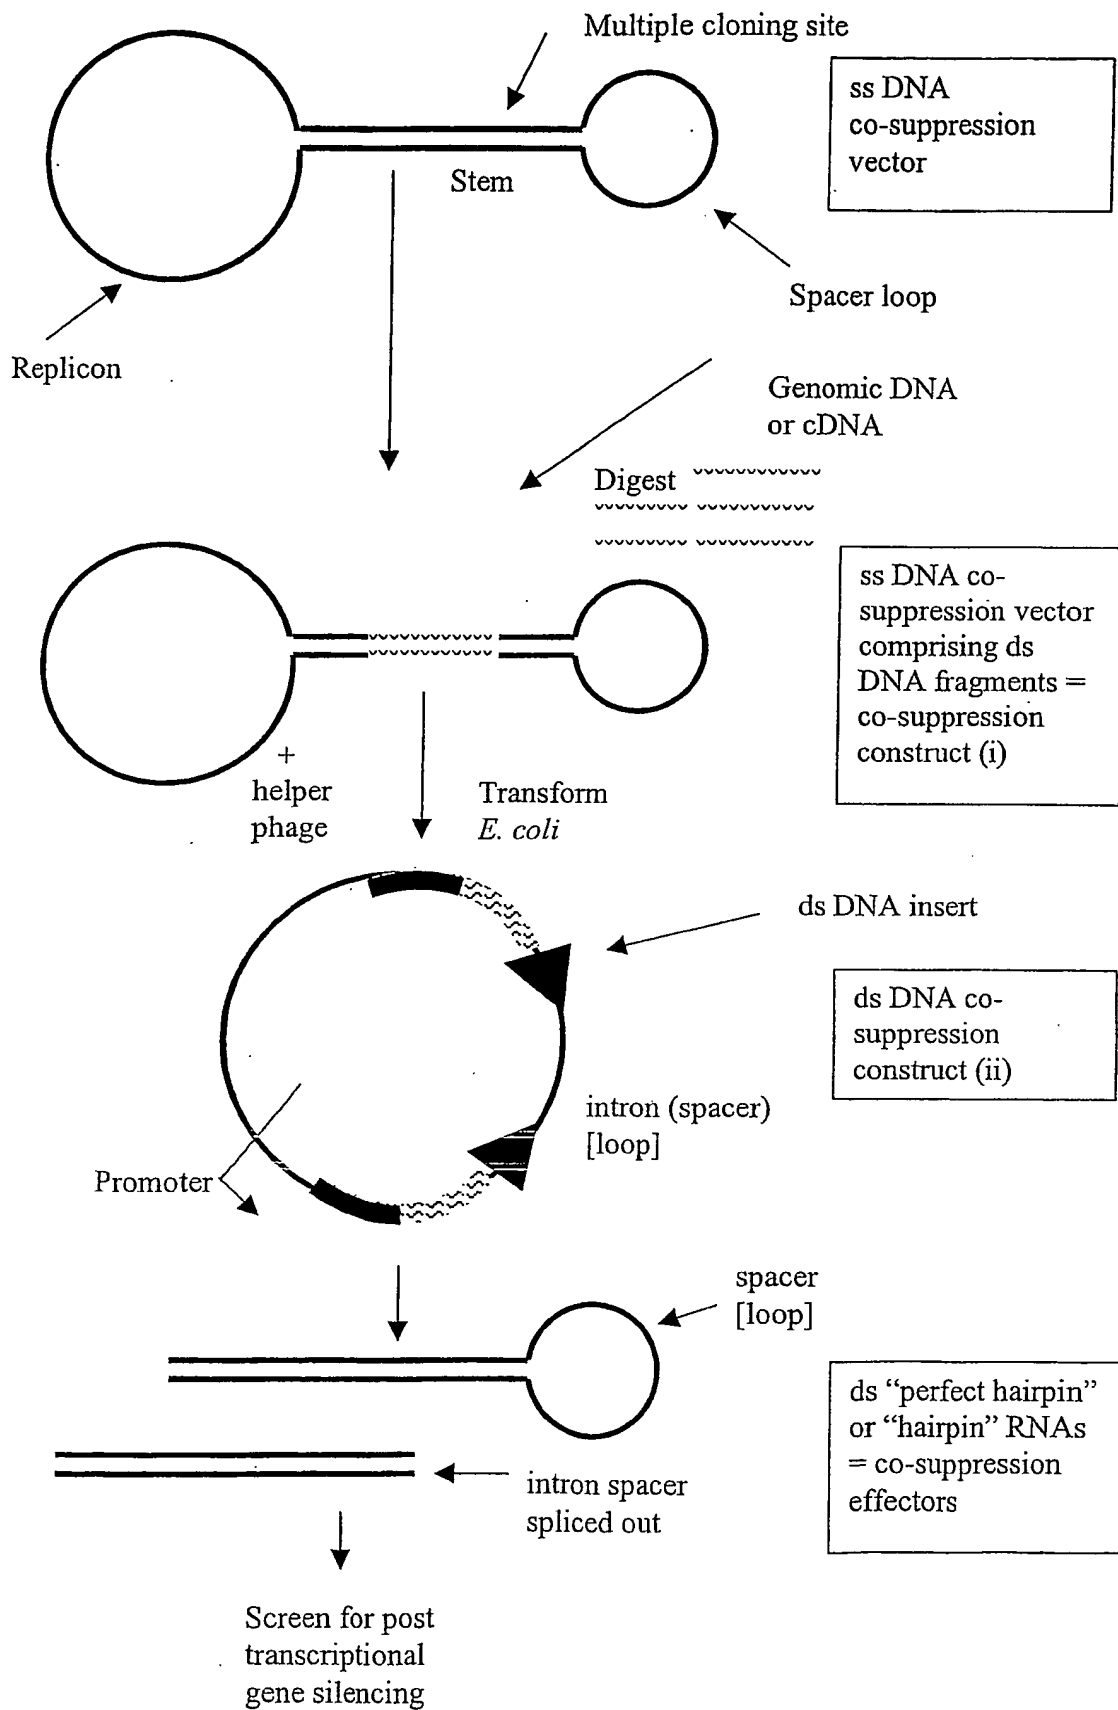 Multiple cloning site
ss DNA
co-suppression
vector
Stem
Spacer loop
Replicon
Genomic DNA
or cDNA
Digest
ss DNA co-
suppression vector
comprising ds
DNA fragments =
co-suppression
construct (i)
+
helper
phage
Transform
E. coli
ds DNA insert
ds DNA co-
suppression
construct (ii)
intron (spacer)
[loop]
Promoter
spacer
[loop]
ds “perfect hairpin”
or “hairpin” RNAs
= co-suppression
effectors
intron spacer
spliced out
Screen for post
transcriptional
gene silencing